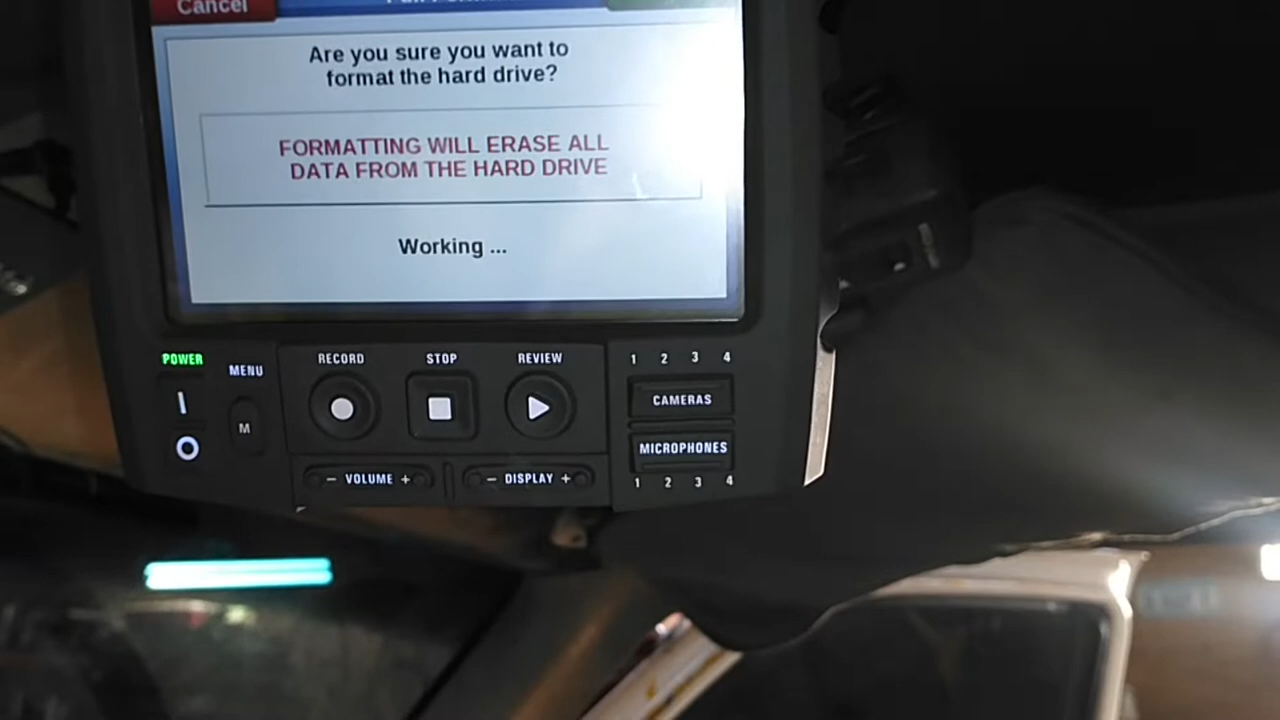 Cancel
Are you sure you want to
format the hard drive?
FORMATTING WILL ERASE ALL
DATA FROM THE HARD DRIVE
Working ...
POWER
MENU
M
RECORD
STOP
REVIEW
1 2 3 4
CAMERAS
MICROPHONES
1 2 3 4
− VOLUME +
− DISPLAY +